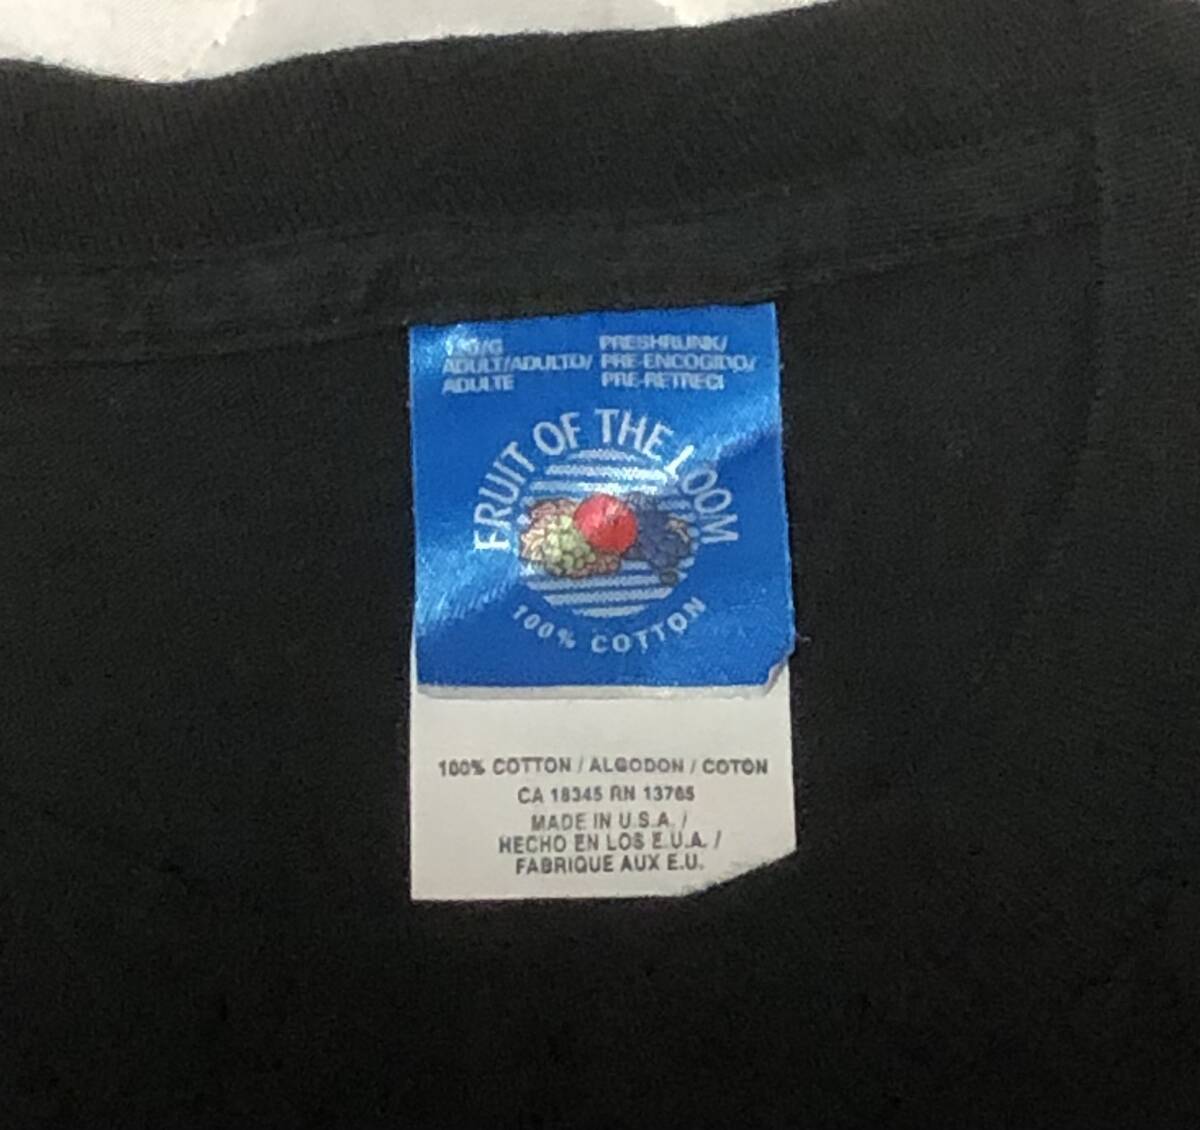 ADULT/ADULTO/
ADULTE
PRESHRUNK/
PRE-ENCOGIDO/
PRE-RETRECI
FRUIT OF THE LOOM
100% COTTON
100% COTTON / ALGODON / COTON
CA 18345 RN 13765
MADE IN U.S.A. /
HECHO EN LOS E.U.A. /
FABRIQUE AUX E.U.